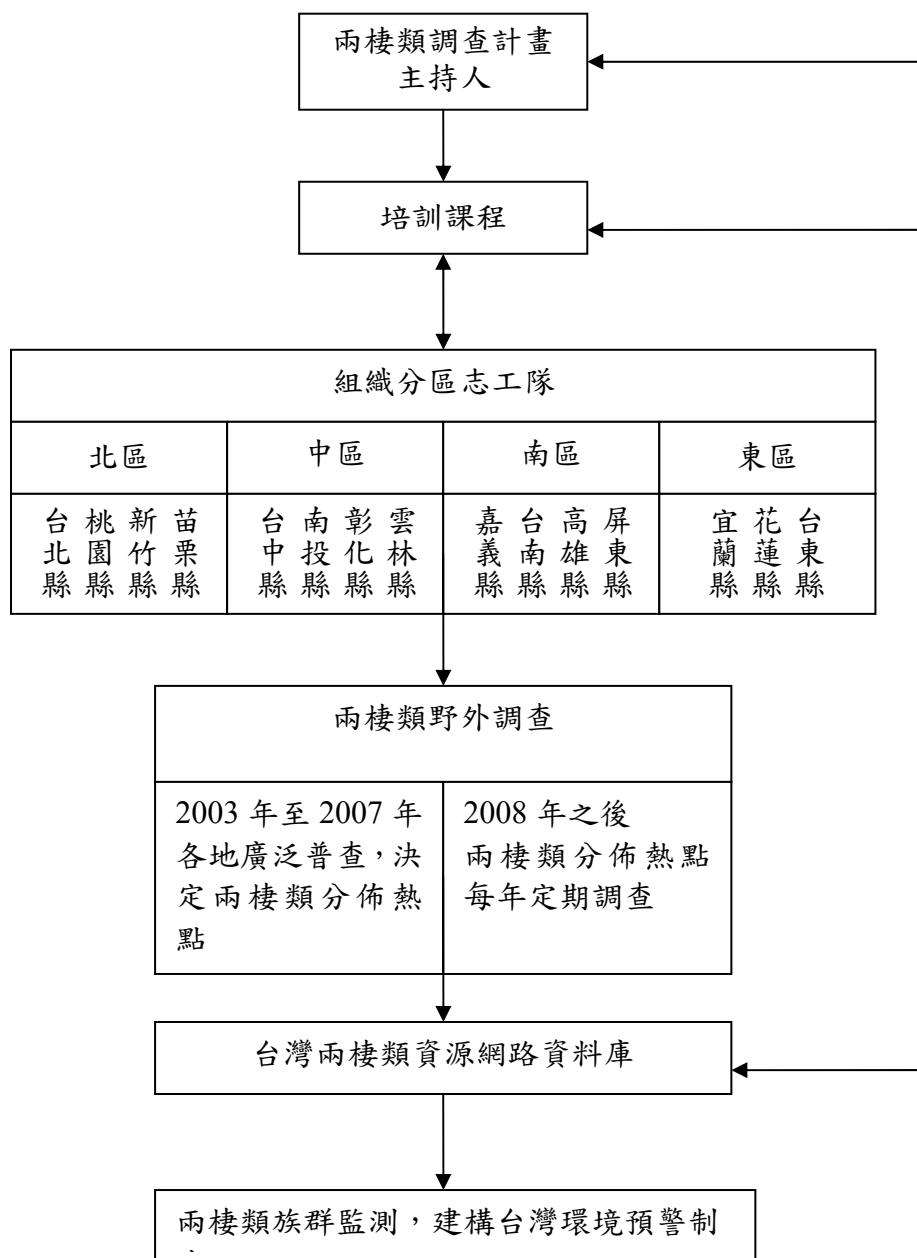 兩棲類調查計畫
主持人
培訓課程
組織分區志工隊
北區
中區
南區
東區
台北縣
桃園縣
新竹縣
苗栗縣
台中縣
南投縣
彰化縣
雲林縣
嘉義縣
台南縣
高雄縣
屏東縣
宜蘭縣
花蓮縣
台東縣
兩棲類野外調查
2003 年至 2007 年
各地廣泛普查，決
定兩棲類分佈熱
點
2008 年之後
兩棲類分佈熱點
每年定期調查
台灣兩棲類資源網路資料庫
兩棲類族群監測，建構台灣環境預警制